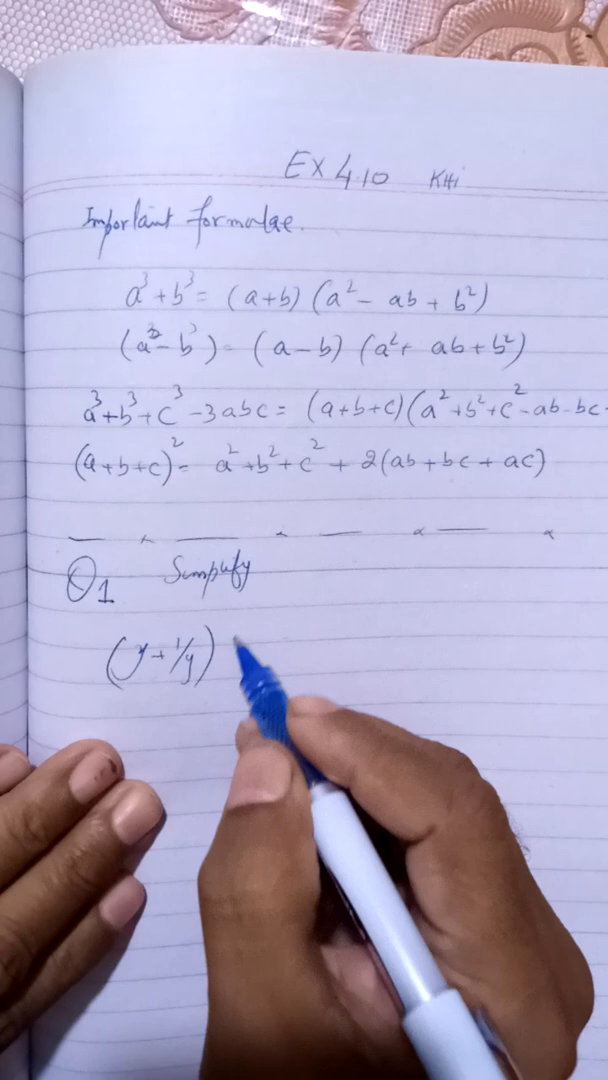 Ex 4.10 KHi
Important formulae.
a³ + b³ = (a+b) (a² - ab + b²)
(a³ - b³) = (a - b) (a² + ab + b²)
a³ + b³ + c³ - 3abc = (a+b+c)(a² + b² + c² - ab - bc -
(a+b+c)² = a² + b² + c² + 2(ab + bc + ac)
Q1 Simplify
(y + 1/y)